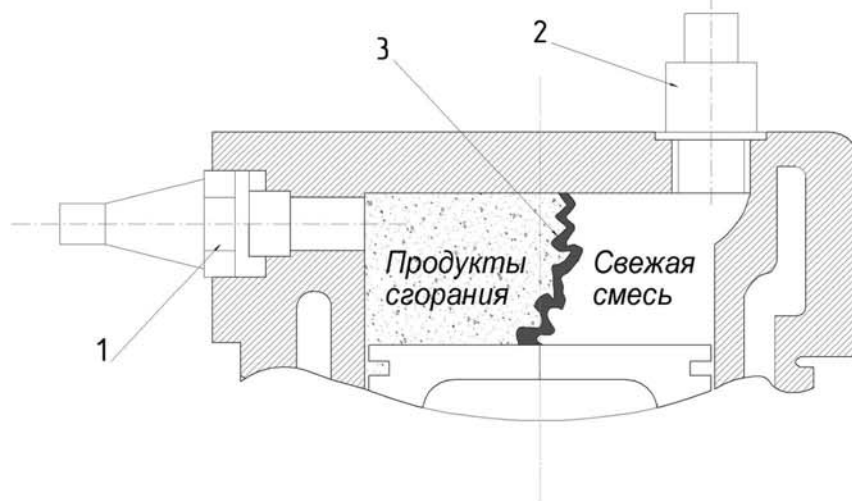 1
2
3
Продукты
сгорания
Свежая
смесь